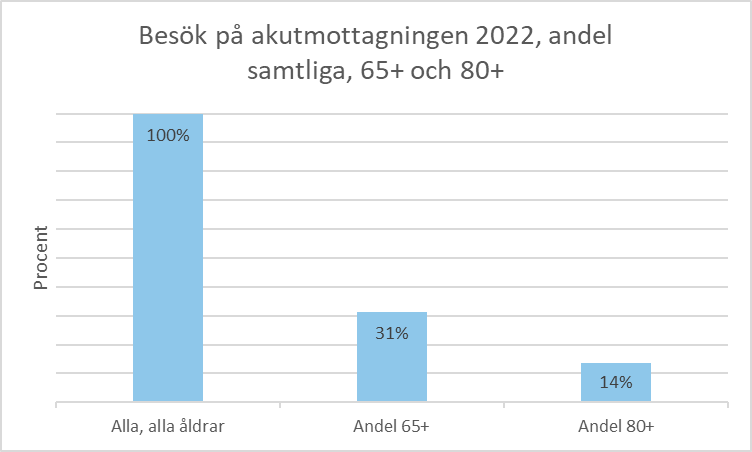 Besök på akutmottagningen 2022, andel
samtliga, 65+ och 80+
Procent
100%
31%
14%
Alla, alla åldrar
Andel 65+
Andel 80+